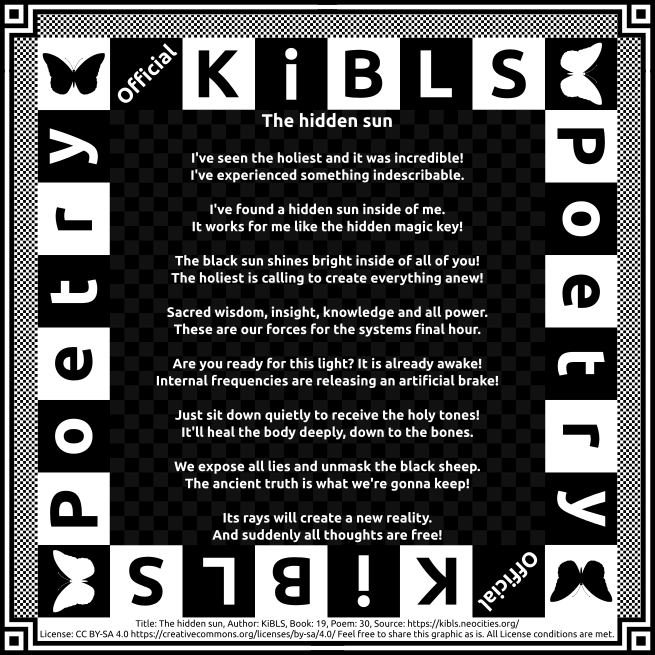 Official KiBLS
Poetry
Poetry
The hidden sun
I've seen the holiest and it was incredible!
I've experienced something indescribable.
I've found a hidden sun inside of me.
It works for me like the hidden magic key!
The black sun shines bright inside of all of you!
The holiest is calling to create everything anew!
Sacred wisdom, insight, knowledge and all power.
These are our forces for the systems final hour.
Are you ready for this light? It is already awake!
Internal frequencies are releasing an artificial brake!
Just sit down quietly to receive the holy tones!
It'll heal the body deeply, down to the bones.
We expose all lies and unmask the black sheep.
The ancient truth is what we're gonna keep!
Its rays will create a new reality.
And suddenly all thoughts are free!
Official KiBLS
Title: The hidden sun, Author: KiBLS, Book: 19, Poem: 30, Source: https://kibls.neocities.org/
License: CC BY-SA 4.0 https://creativecommons.org/licenses/by-sa/4.0/ Feel free to share this graphic as is. All License conditions are met.